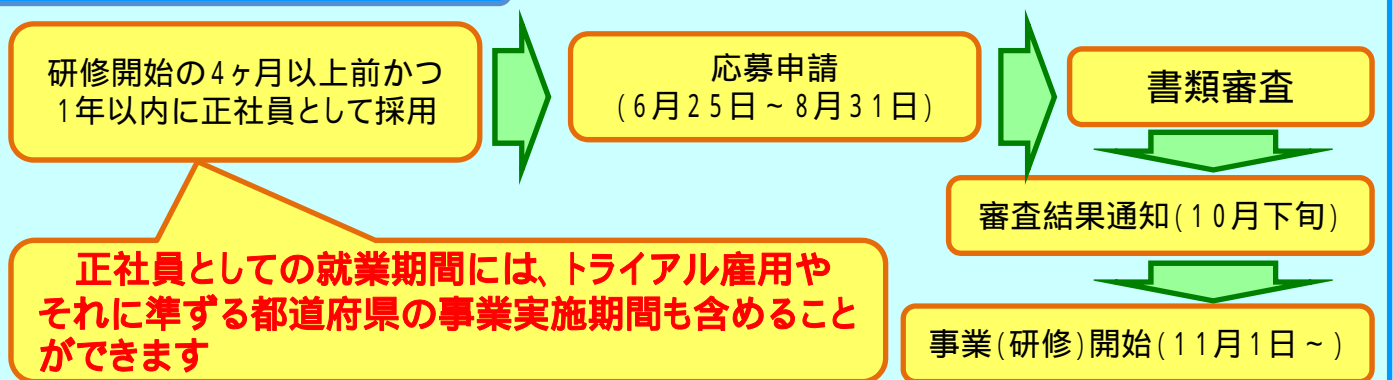 研修開始の4ヶ月以上前かつ
1年以内に正社員として採用
応募申請
(6月25日~8月31日)
書類審査
審査結果通知(10月下旬)
事業(研修)開始(11月1日~)
正社員としての就業期間には、トライアル雇用や
それに準ずる都道府県の事業実施期間も含めること
ができます